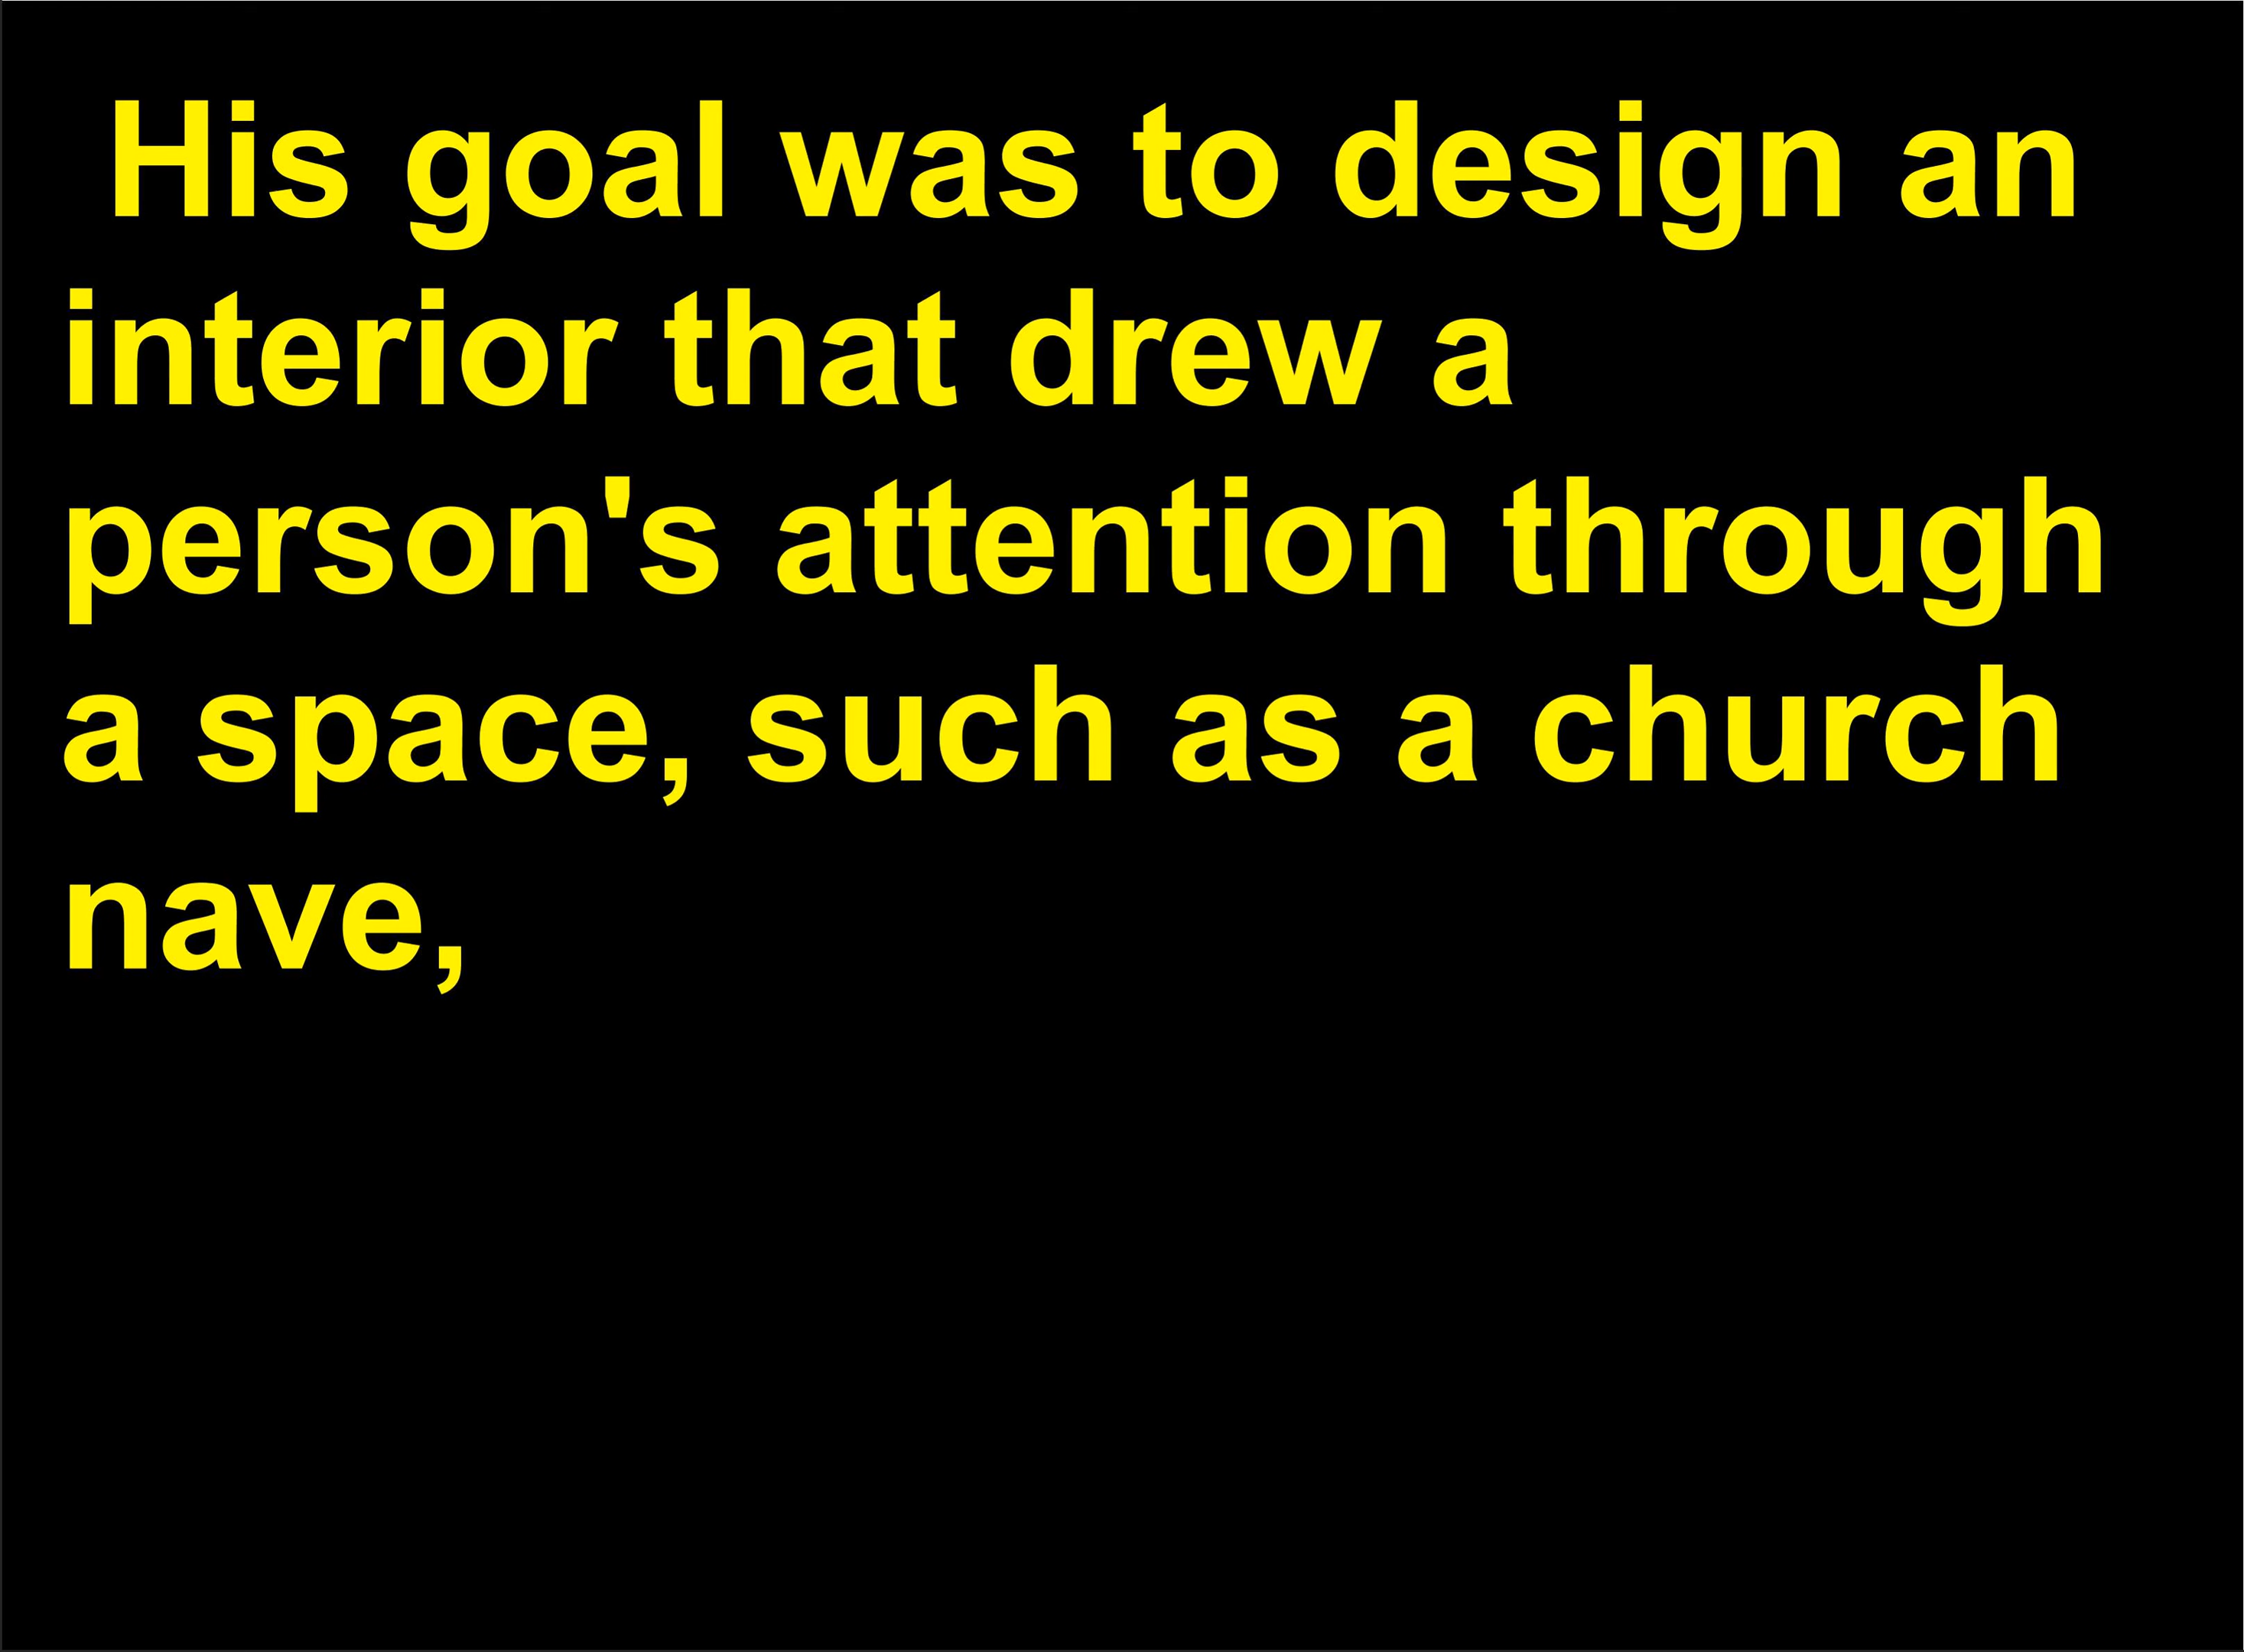 His goal was to design an
interior that drew a
person's attention through
a space, such as a church
nave,